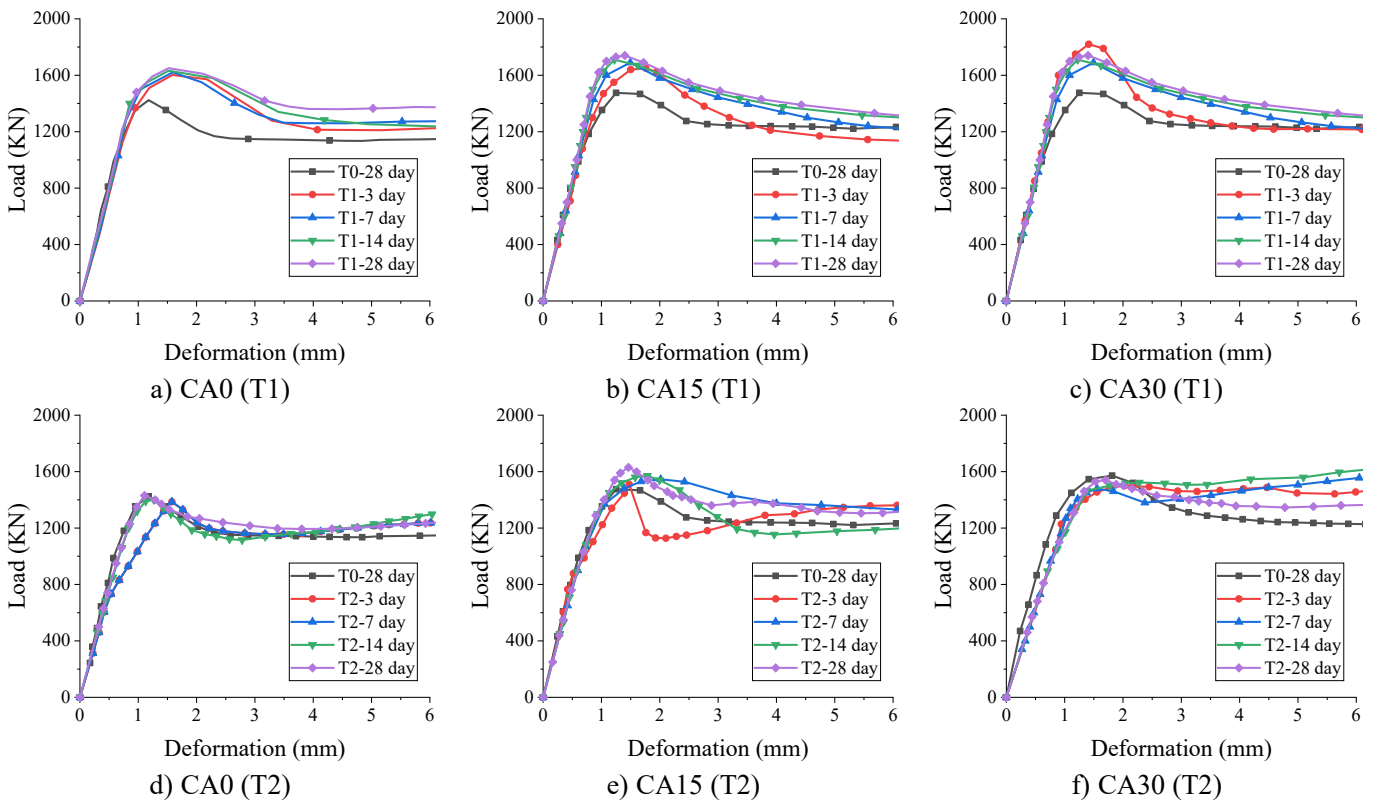 2000
1600
1200
800
400
0
Load (KN)
0 1 2 3 4 5 6
Deformation (mm)
T0-28 day
T1-3 day
T1-7 day
T1-14 day
T1-28 day
a) CA0 (T1)
2000
1600
1200
800
400
0
Load (KN)
0 1 2 3 4 5 6
Deformation (mm)
T0-28 day
T1-3 day
T1-7 day
T1-14 day
T1-28 day
b) CA15 (T1)
2000
1600
1200
800
400
0
Load (KN)
0 1 2 3 4 5 6
Deformation (mm)
T0-28 day
T1-3 day
T1-7 day
T1-14 day
T1-28 day
c) CA30 (T1)
2000
1600
1200
800
400
0
Load (KN)
0 1 2 3 4 5 6
Deformation (mm)
T0-28 day
T2-3 day
T2-7 day
T2-14 day
T2-28 day
d) CA0 (T2)
2000
1600
1200
800
400
0
Load (KN)
0 1 2 3 4 5 6
Deformation (mm)
T0-28 day
T2-3 day
T2-7 day
T2-14 day
T2-28 day
e) CA15 (T2)
2000
1600
1200
800
400
0
Load (KN)
0 1 2 3 4 5 6
Deformation (mm)
T0-28 day
T2-3 day
T2-7 day
T2-14 day
T2-28 day
f) CA30 (T2)